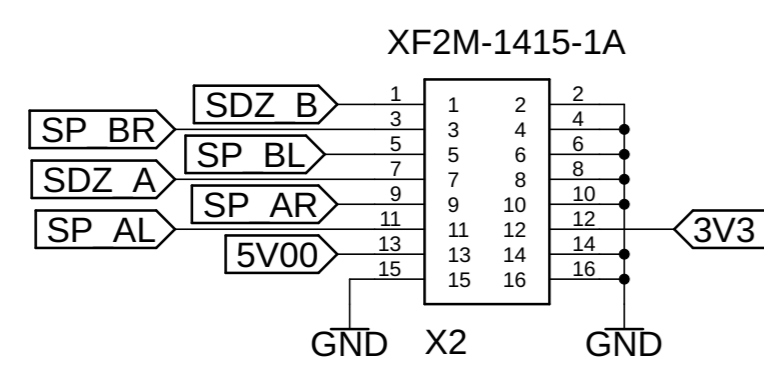 XF2M-1415-1A
SDZ_B 1 1 2 2
SP_BR 3 3 4 4
SP_BL 5 5 6 6
SDZ_A 7 7 8 8
SP_AR 9 9 10 10
SP_AL 11 11 12 12 3V3
5V00 13 13 14 14
15 15 16 16
GND X2 GND